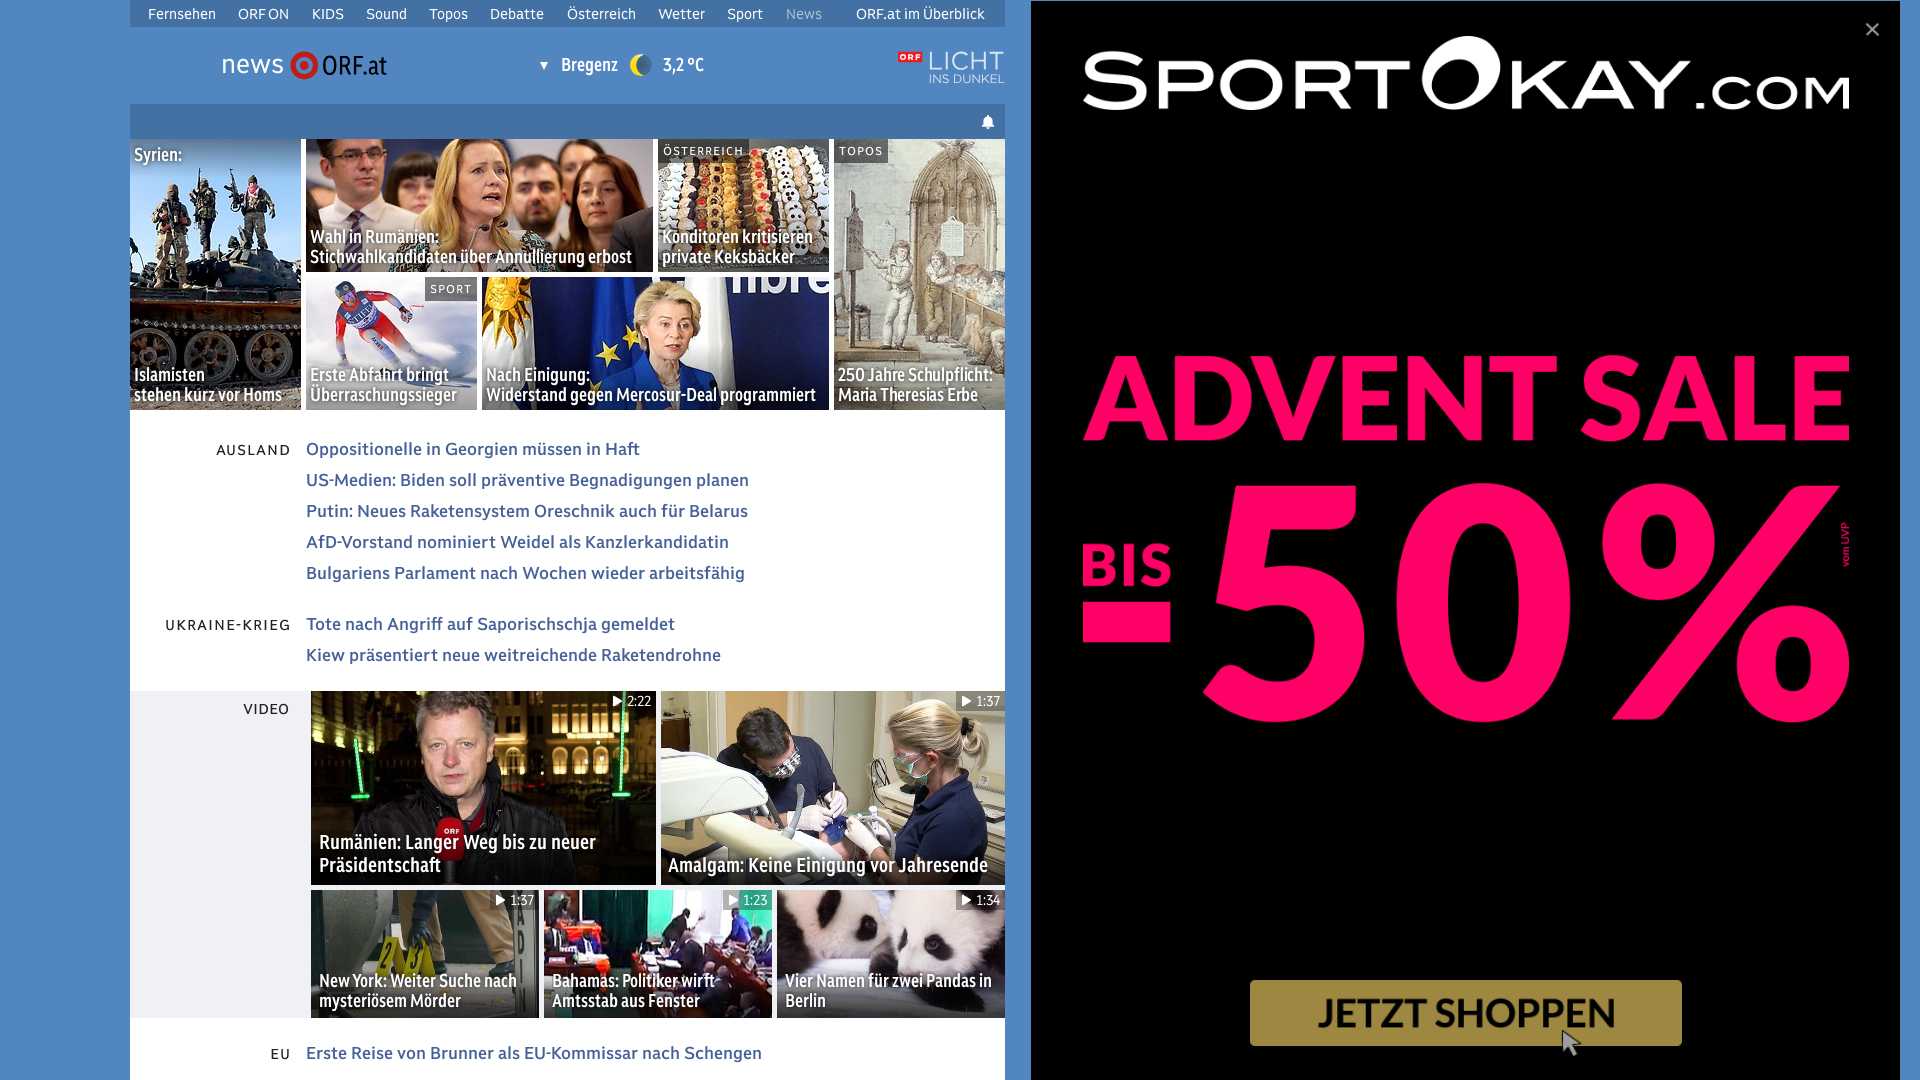 Fernsehen ORF ON KIDS Sound Topos Debatte Österreich Wetter Sport News ORF.at im Überblick
news ORF.at
Bregenz 3,2 °C
ORF LICHT
INS DUNKEL
Syrien:
Islamisten
stehen kurz vor Homs
Wahl in Rumänien:
Stichwahlkandidaten über Annullierung erbost
ÖSTERREICH
Konditoren kritisieren
private Keksbäcker
TOPOS
250 Jahre Schulpflicht:
Maria Theresias Erbe
SPORT
Erste Abfahrt bringt
Überraschungssieger
Nach Einigung:
Widerstand gegen Mercosur-Deal programmiert
AUSLAND
Oppositionelle in Georgien müssen in Haft
US-Medien: Biden soll präventive Begnadigungen planen
Putin: Neues Raketensystem Oreschnik auch für Belarus
AfD-Vorstand nominiert Weidel als Kanzlerkandidatin
Bulgariens Parlament nach Wochen wieder arbeitsfähig
UKRAINE-KRIEG
Tote nach Angriff auf Saporischschja gemeldet
Kiew präsentiert neue weitreichende Raketendrohne
VIDEO
2:22
Rumänien: Langer Weg bis zu neuer
Präsidentschaft
1:37
Amalgam: Keine Einigung vor Jahresende
1:37
New York: Weiter Suche nach
mysteriösem Mörder
1:23
Bahamas: Politiker wirft
Amtsstab aus Fenster
1:34
Vier Namen für zwei Pandas in
Berlin
EU
Erste Reise von Brunner als EU-Kommissar nach Schengen
SPORTOKAY.COM
ADVENT SALE
BIS
-50%
vom UVP
JETZT SHOPPEN